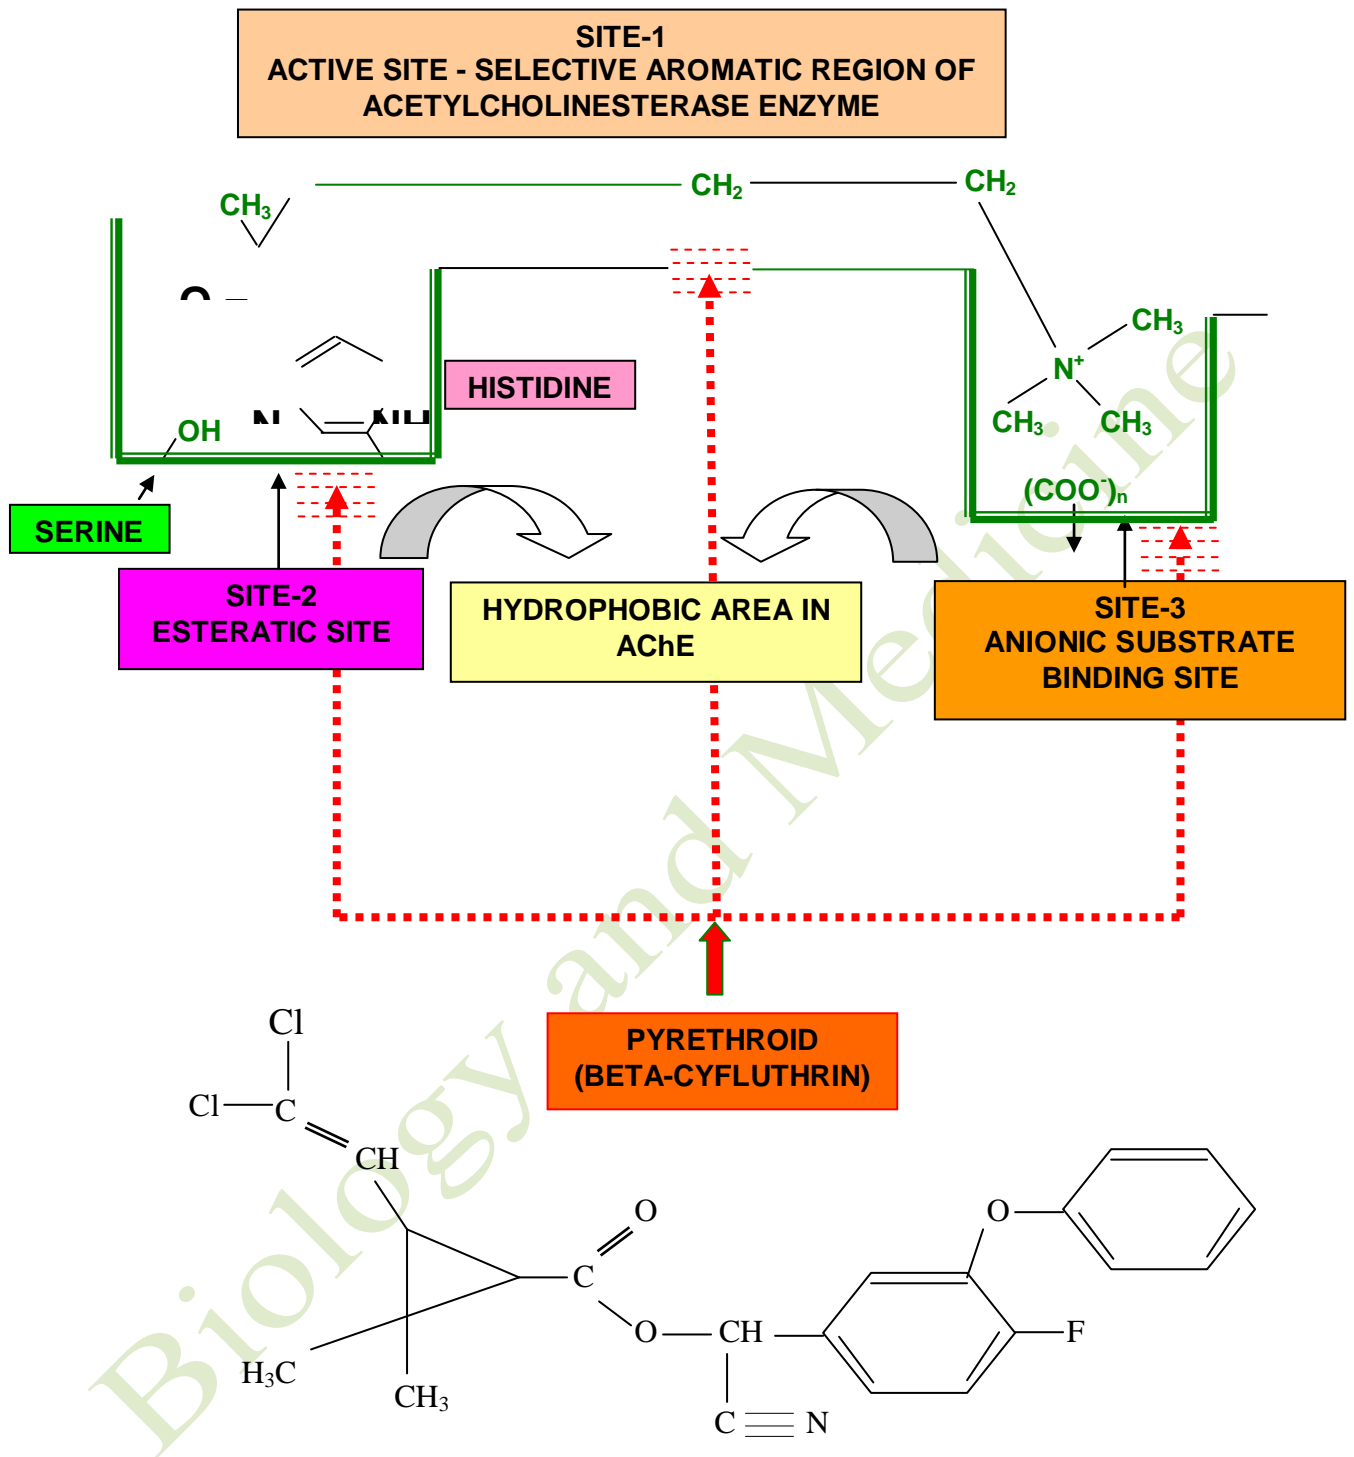 SITE-1
ACTIVE SITE - SELECTIVE AROMATIC REGION OF
ACETYLCHOLINESTERASE ENZYME
CH3
CH2
CH2
CH3
N+
CH3
CH3
HISTIDINE
OH
(COO-)n
SERINE
SITE-2
ESTERATIC SITE
HYDROPHOBIC AREA IN
AChE
SITE-3
ANIONIC SUBSTRATE
BINDING SITE
PYRETHROID
(BETA-CYFLUTHRIN)
Cl
Cl
C
CH
O
O
C
O
CH
F
H3C
CH3
C
N
Biology and Medicine